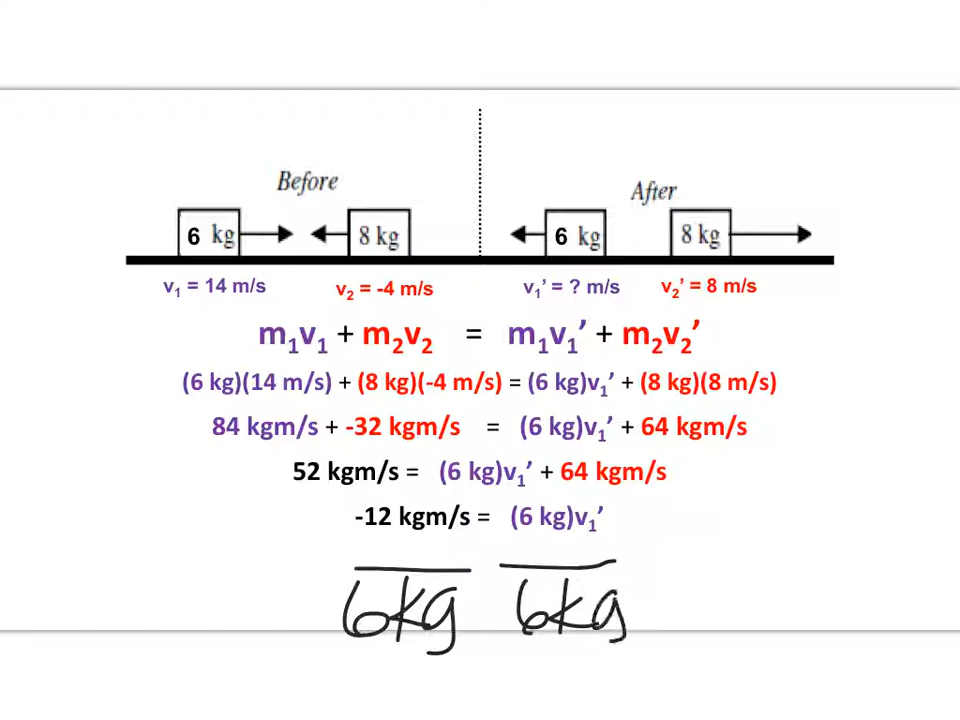 Before
After
6 kg 8 kg 6 kg 8 kg
v₁ = 14 m/s v₂ = -4 m/s v₁’ = ? m/s v₂’ = 8 m/s
m₁v₁ + m₂v₂ = m₁v₁’ + m₂v₂’
(6 kg)(14 m/s) + (8 kg)(-4 m/s) = (6 kg)v₁’ + (8 kg)(8 m/s)
84 kgm/s + -32 kgm/s = (6 kg)v₁’ + 64 kgm/s
52 kgm/s = (6 kg)v₁’ + 64 kgm/s
-12 kgm/s = (6 kg)v₁’
6kg 6kg